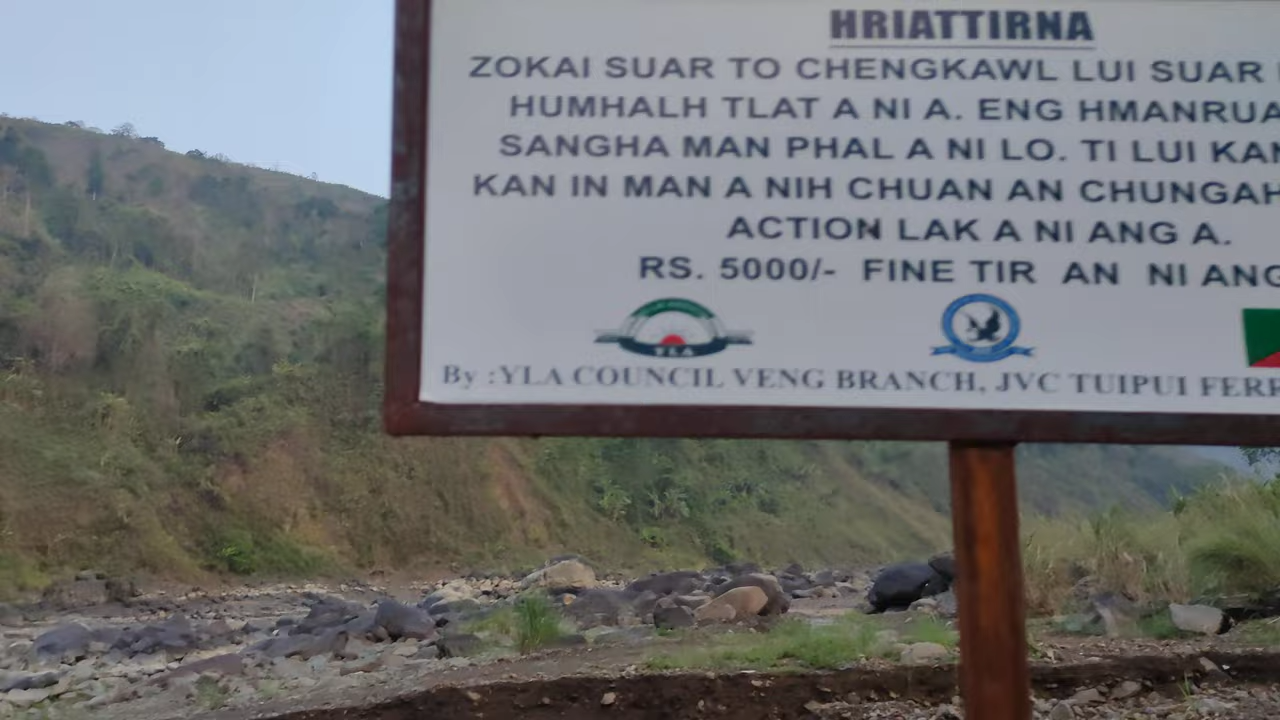 HRIATTIRNA
ZOKAI SUAR TO CHENGKAWL LUI SUAR
HUMHALH TLAT A NI A. ENG HMANRUA
SANGHA MAN PHAL A NI LO. TI LUI KAN
KAN IN MAN A NIH CHUAN AN CHUNGAH
ACTION LAK A NI ANG A.
RS. 5000/- FINE TIR AN NI ANG
YLA
By :YLA COUNCIL VENG BRANCH, JVC TUIPUI FERR